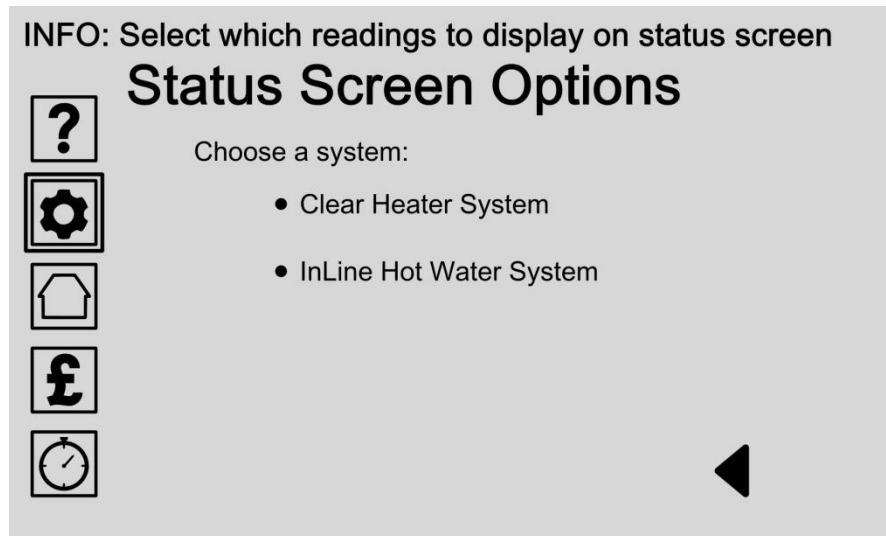 INFO: Select which readings to display on status screen
Status Screen Options
?
Choose a system:
• Clear Heater System
• InLine Hot Water System
£